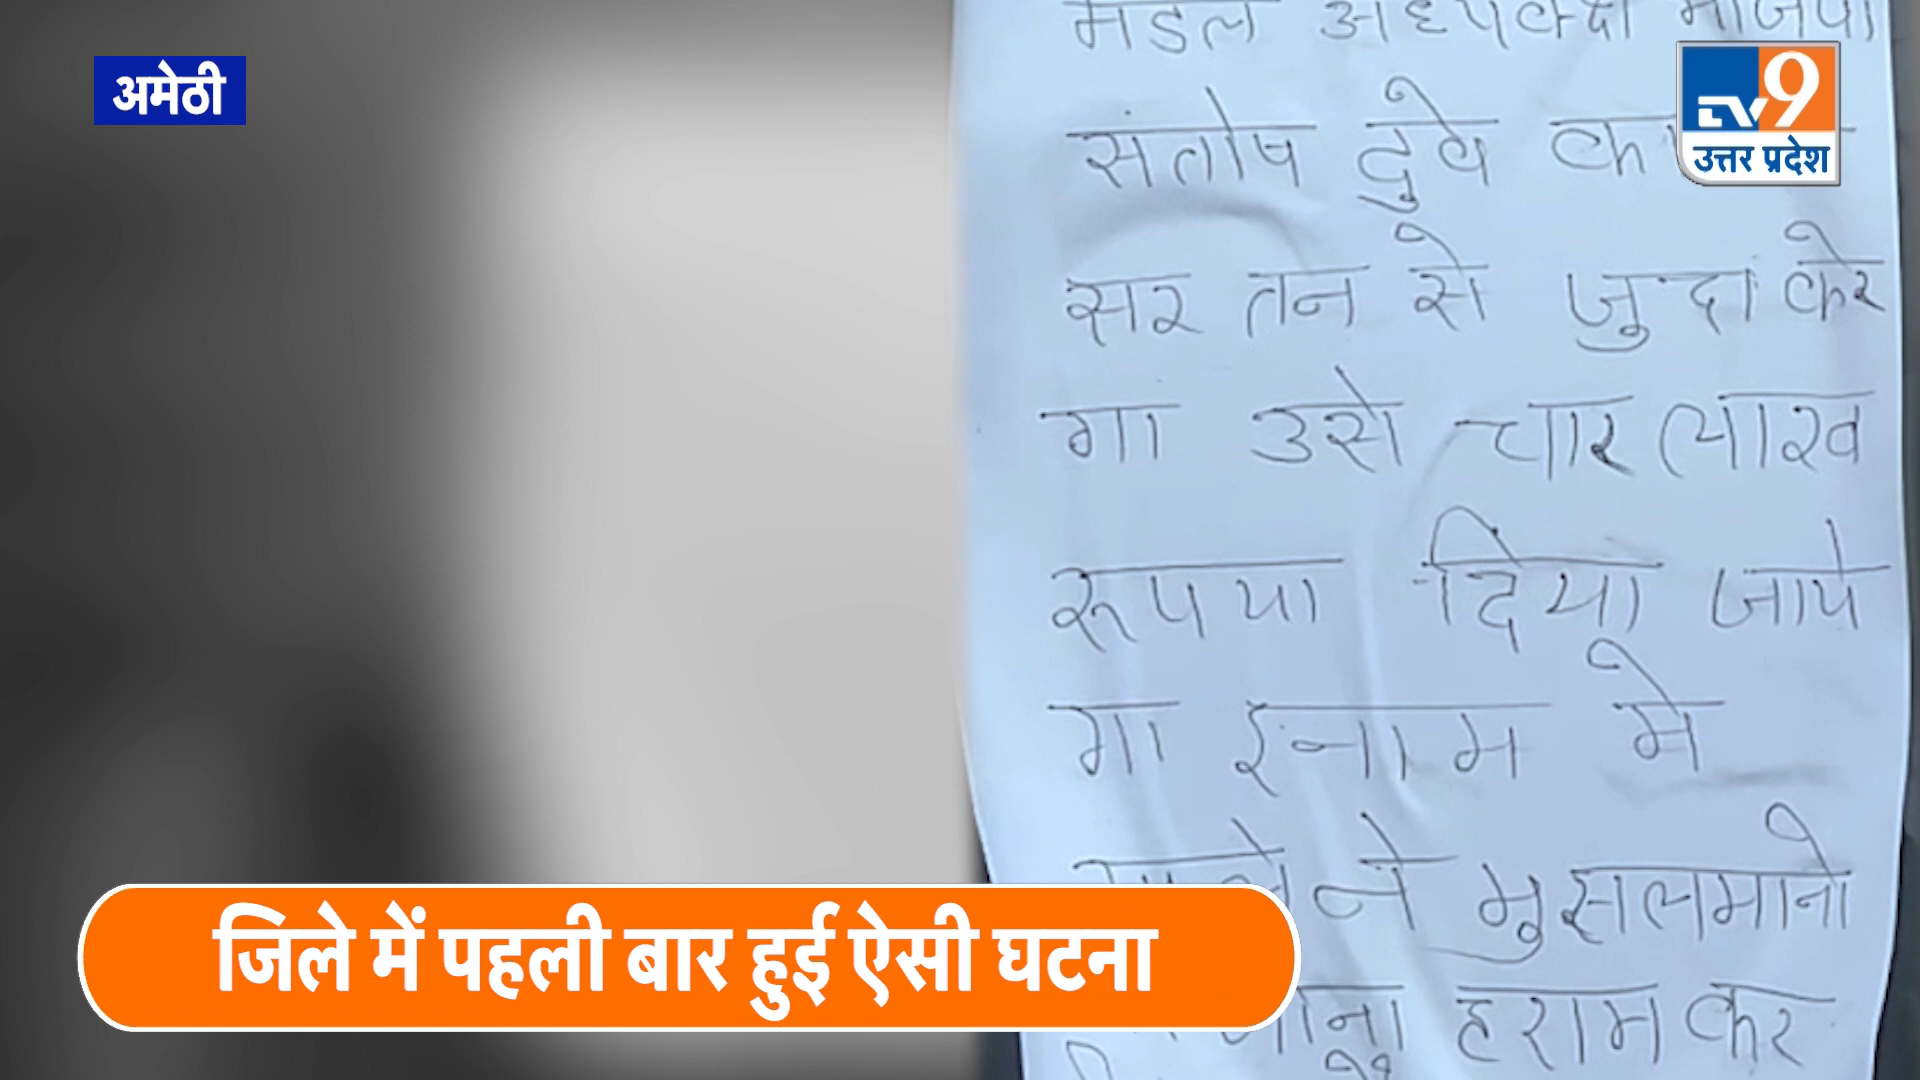 अमेठी
TV9
उत्तर प्रदेश
मंडल अध्यक्ष भाजपा
संतोष दुवे का
सर तन से जुदा करे
गा उसे चार लाख
रूपया दिया जाये
गा इनाम मे
ने मुसलमानो
हराम कर
जिले में पहली बार हुई ऐसी घटना